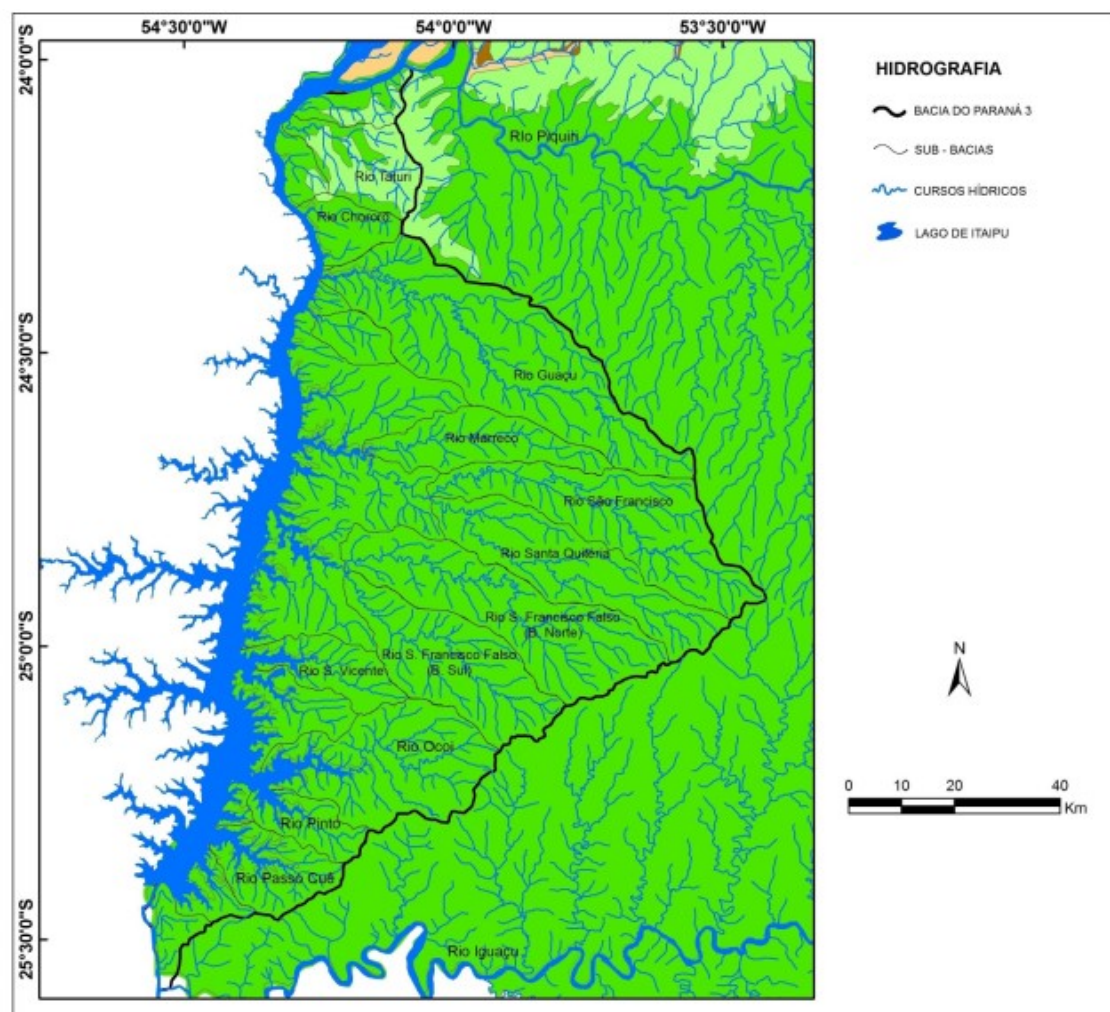 54°30'0"W
54°0'0"W
53°30'0"W
24°0'0"S
24°30'0"S
25°0'0"S
25°30'0"S
Rio Piquiri
Rio Taturi
Rio Chororó
Rio Guaçu
Rio Marreco
Rio São Francisco
Rio Santa Quitéria
Rio S. Francisco Falso
(B. Norte)
Rio S. Francisco Falso
(B. Sul)
Rio S. Vicente
Rio Ocoí
Rio Pinto
Rio Passo Cuê
Rio Iguaçu
HIDROGRAFIA
BACIA DO PARANÁ 3
SUB - BACIAS
CURSOS HÍDRICOS
LAGO DE ITAIPU
N
0 10 20 40
Km